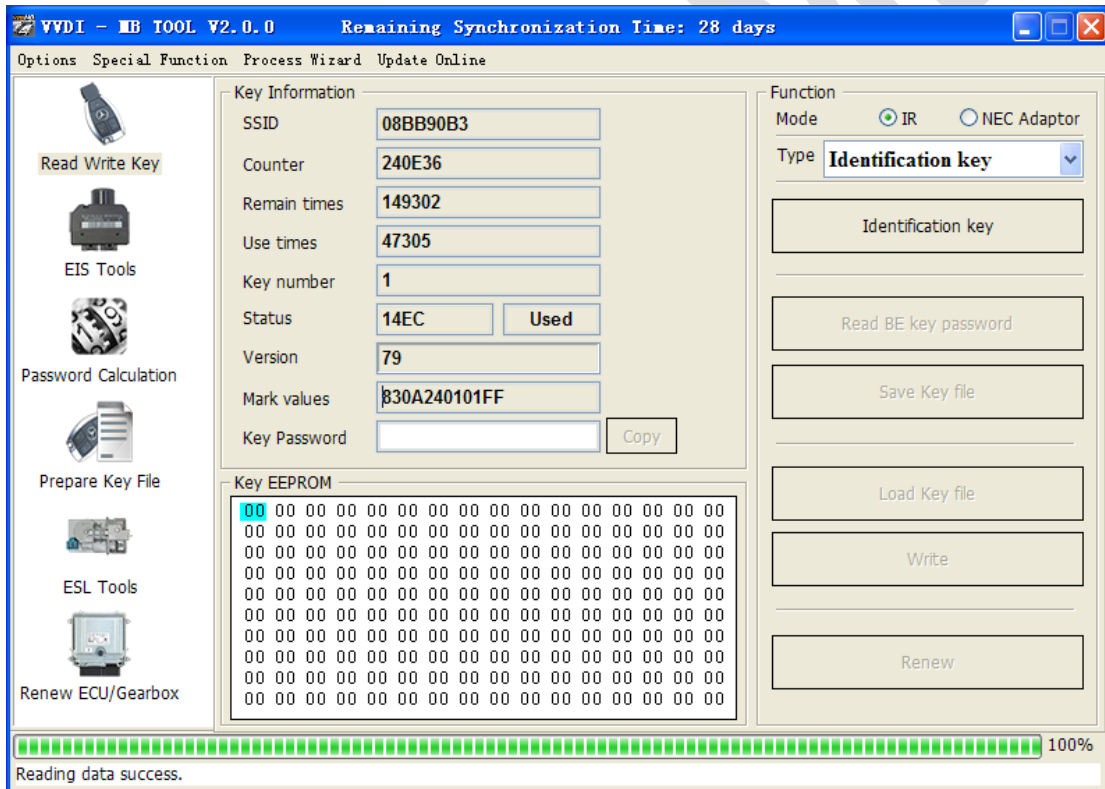 VVDI - MB TOOL V2.0.0 Remaining Synchronization Time: 28 days
Options Special Function Process Wizard Update Online
Read Write Key
EIS Tools
Password Calculation
Prepare Key File
ESL Tools
Renew ECU/Gearbox
Key Information
SSID 08BB90B3
Counter 240E36
Remain times 149302
Use times 47305
Key number 1
Status 14EC Used
Version 79
Mark values 830A240101FF
Key Password Copy
Key EEPROM
00 00 00 00 00 00 00 00 00 00 00 00 00 00 00 00
00 00 00 00 00 00 00 00 00 00 00 00 00 00 00 00
00 00 00 00 00 00 00 00 00 00 00 00 00 00 00 00
00 00 00 00 00 00 00 00 00 00 00 00 00 00 00 00
00 00 00 00 00 00 00 00 00 00 00 00 00 00 00 00
00 00 00 00 00 00 00 00 00 00 00 00 00 00 00 00
00 00 00 00 00 00 00 00 00 00 00 00 00 00 00 00
00 00 00 00 00 00 00 00 00 00 00 00 00 00 00 00
00 00 00 00 00 00 00 00 00 00 00 00 00 00 00 00
00 00 00 00 00 00 00 00 00 00 00 00 00 00 00 00
Function
Mode IR NEC Adaptor
Type Identification key
Identification key
Read BE key password
Save Key file
Load Key file
Write
Renew
100%
Reading data success.